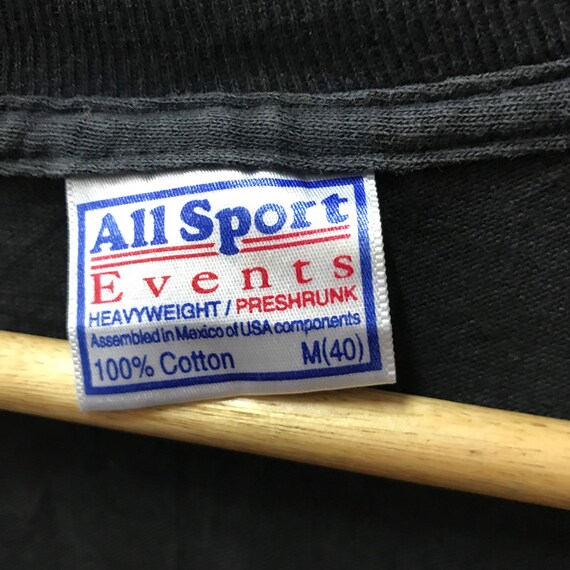 All Sport
Events
HEAVYWEIGHT / PRESHRUNK
Assembled in Mexico of USA components
100% Cotton M(40)